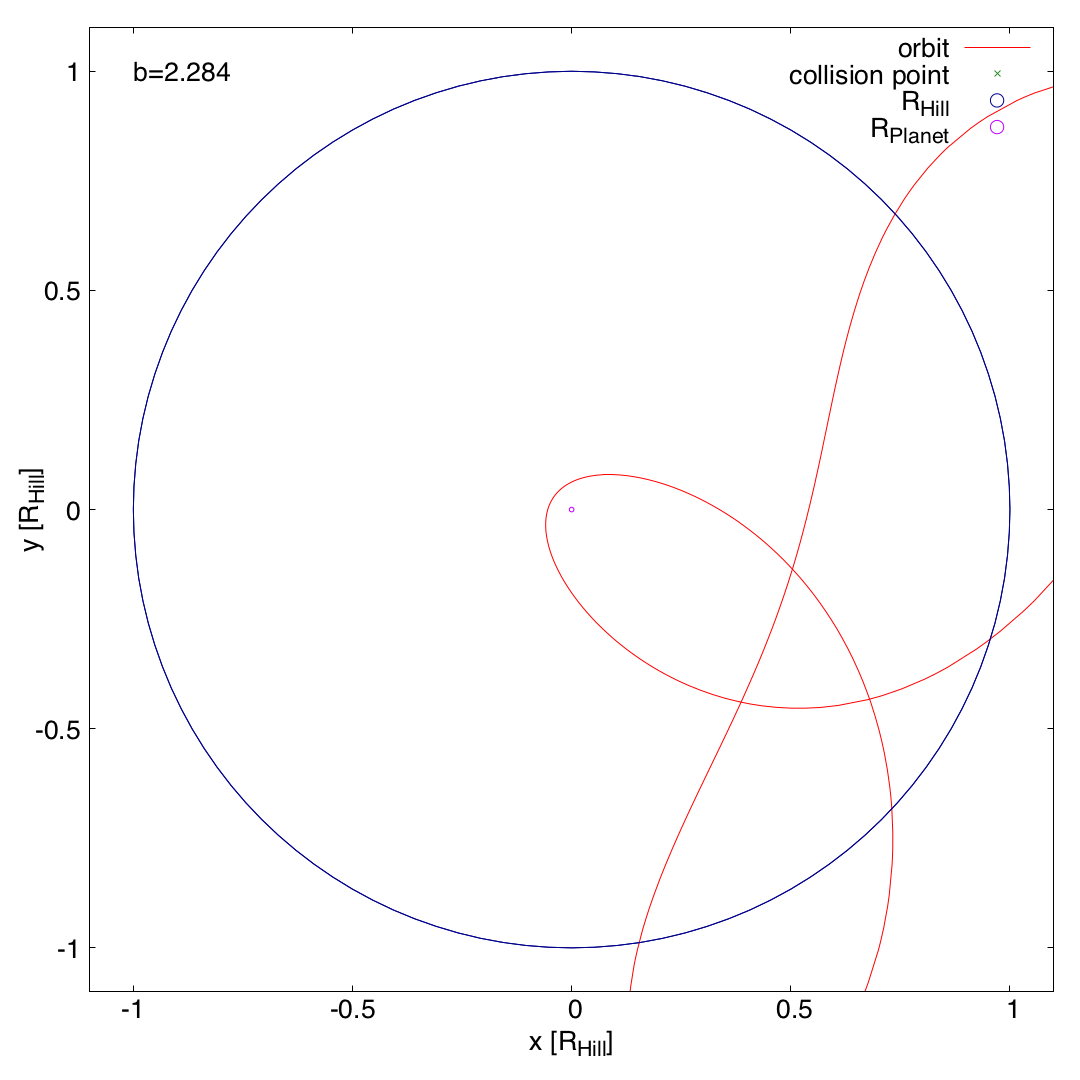 b=2.284
orbit
collision point
R_Hill
R_Planet
1
0.5
0
-0.5
-1
y [R_Hill]
-1
-0.5
0
0.5
1
x [R_Hill]